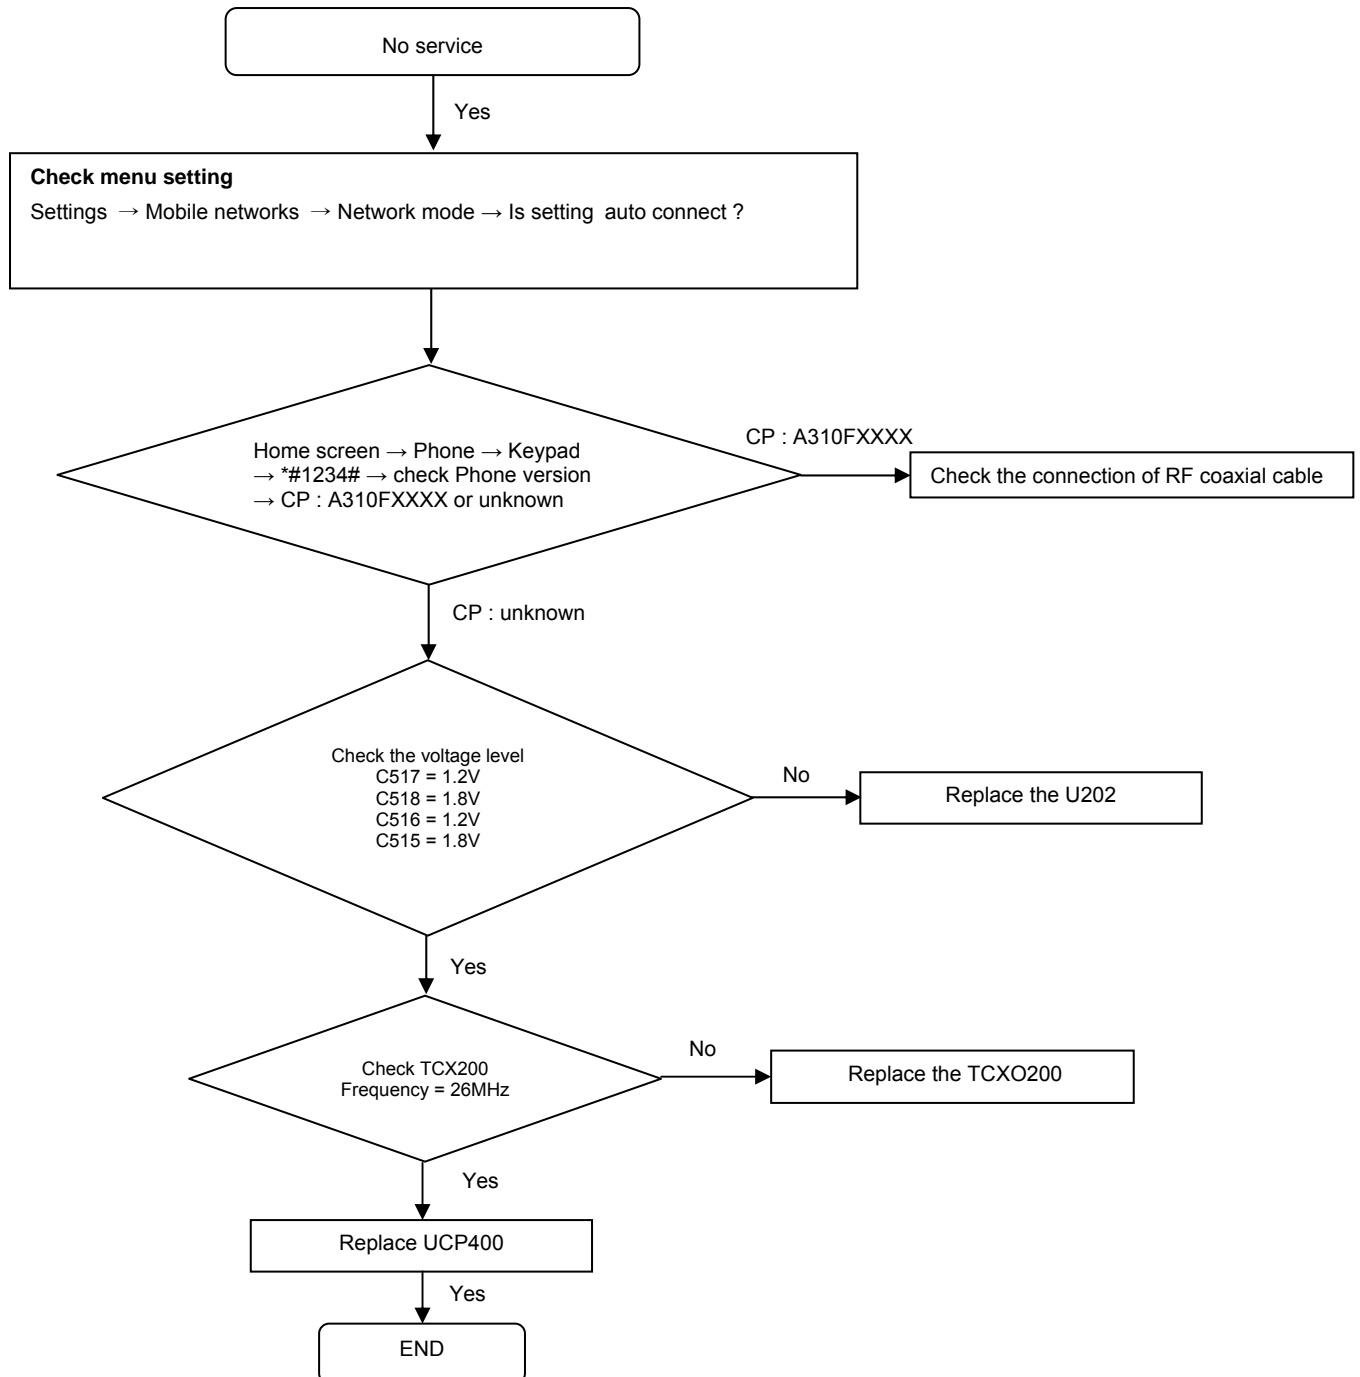 No service
Yes
Check menu setting
Settings → Mobile networks → Network mode → Is setting auto connect ?
Home screen → Phone → Keypad
→ *#1234# → check Phone version
→ CP : A310FXXXX or unknown
CP : A310FXXXX
Check the connection of RF coaxial cable
CP : unknown
Check the voltage level
C517 = 1.2V
C518 = 1.8V
C516 = 1.2V
C515 = 1.8V
No
Replace the U202
Yes
Check TCX200
Frequency = 26MHz
No
Replace the TCXO200
Yes
Replace UCP400
Yes
END